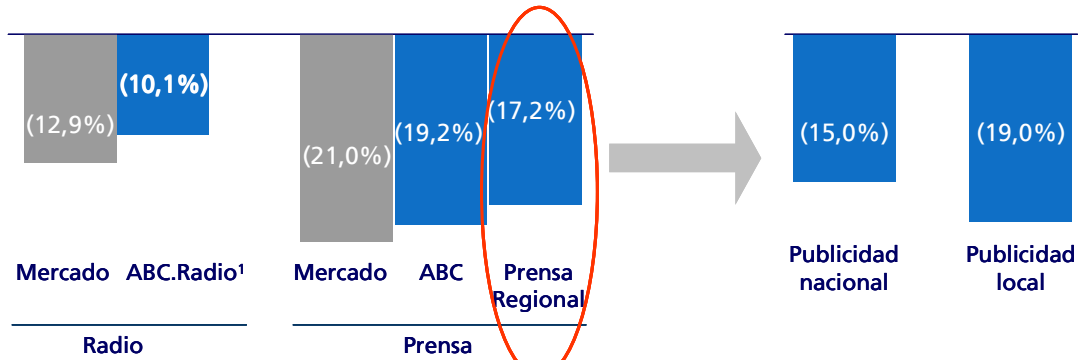 (12,9%)
(10,1%)
(21,0%)
(19,2%)
(17,2%)
(15,0%)
(19,0%)
Mercado
ABC.Radio¹
Mercado
ABC
Prensa
Regional
Publicidad
nacional
Publicidad
local
Radio
Prensa